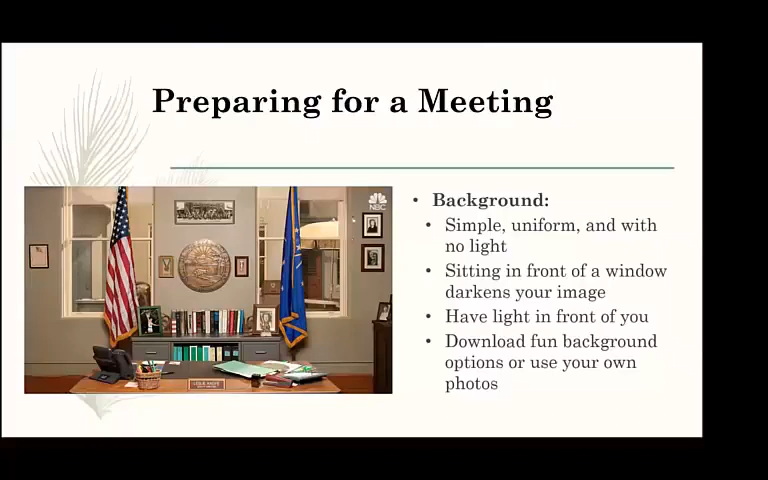 Preparing for a Meeting
NBC
• Background:
• Simple, uniform, and with
no light
• Sitting in front of a window
darkens your image
• Have light in front of you
• Download fun background
options or use your own
photos